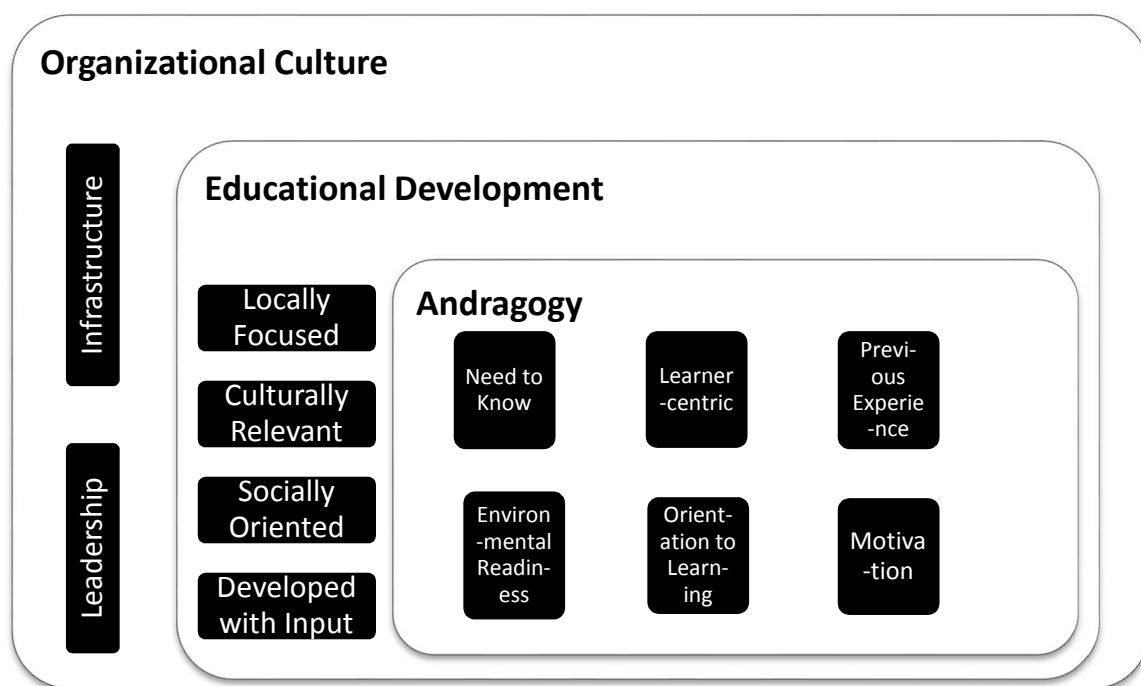 Organizational Culture
Infrastructure
Leadership
Educational Development
Locally
Focused
Culturally
Relevant
Socially
Oriented
Developed
with Input
Andragogy
Need to
Know
Learner
-centric
Previ-
ous
Experie
-nce
Environ
-mental
Readin-
ess
Orient-
ation to
Learn-
ing
Motiva
-tion